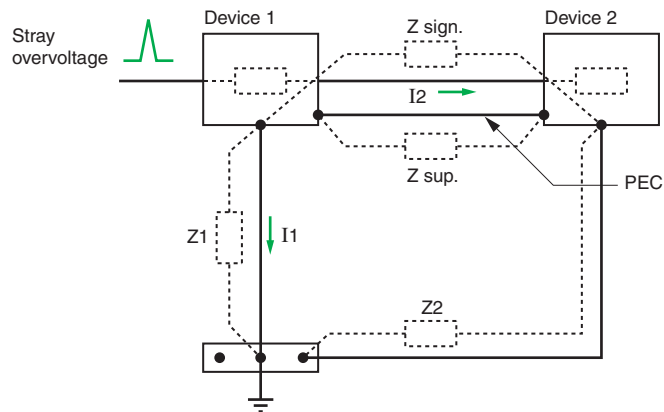 Device 1
Z sign.
Device 2
Stray
overvoltage
I2
Z sup.
PEC
Z1
I1
Z2